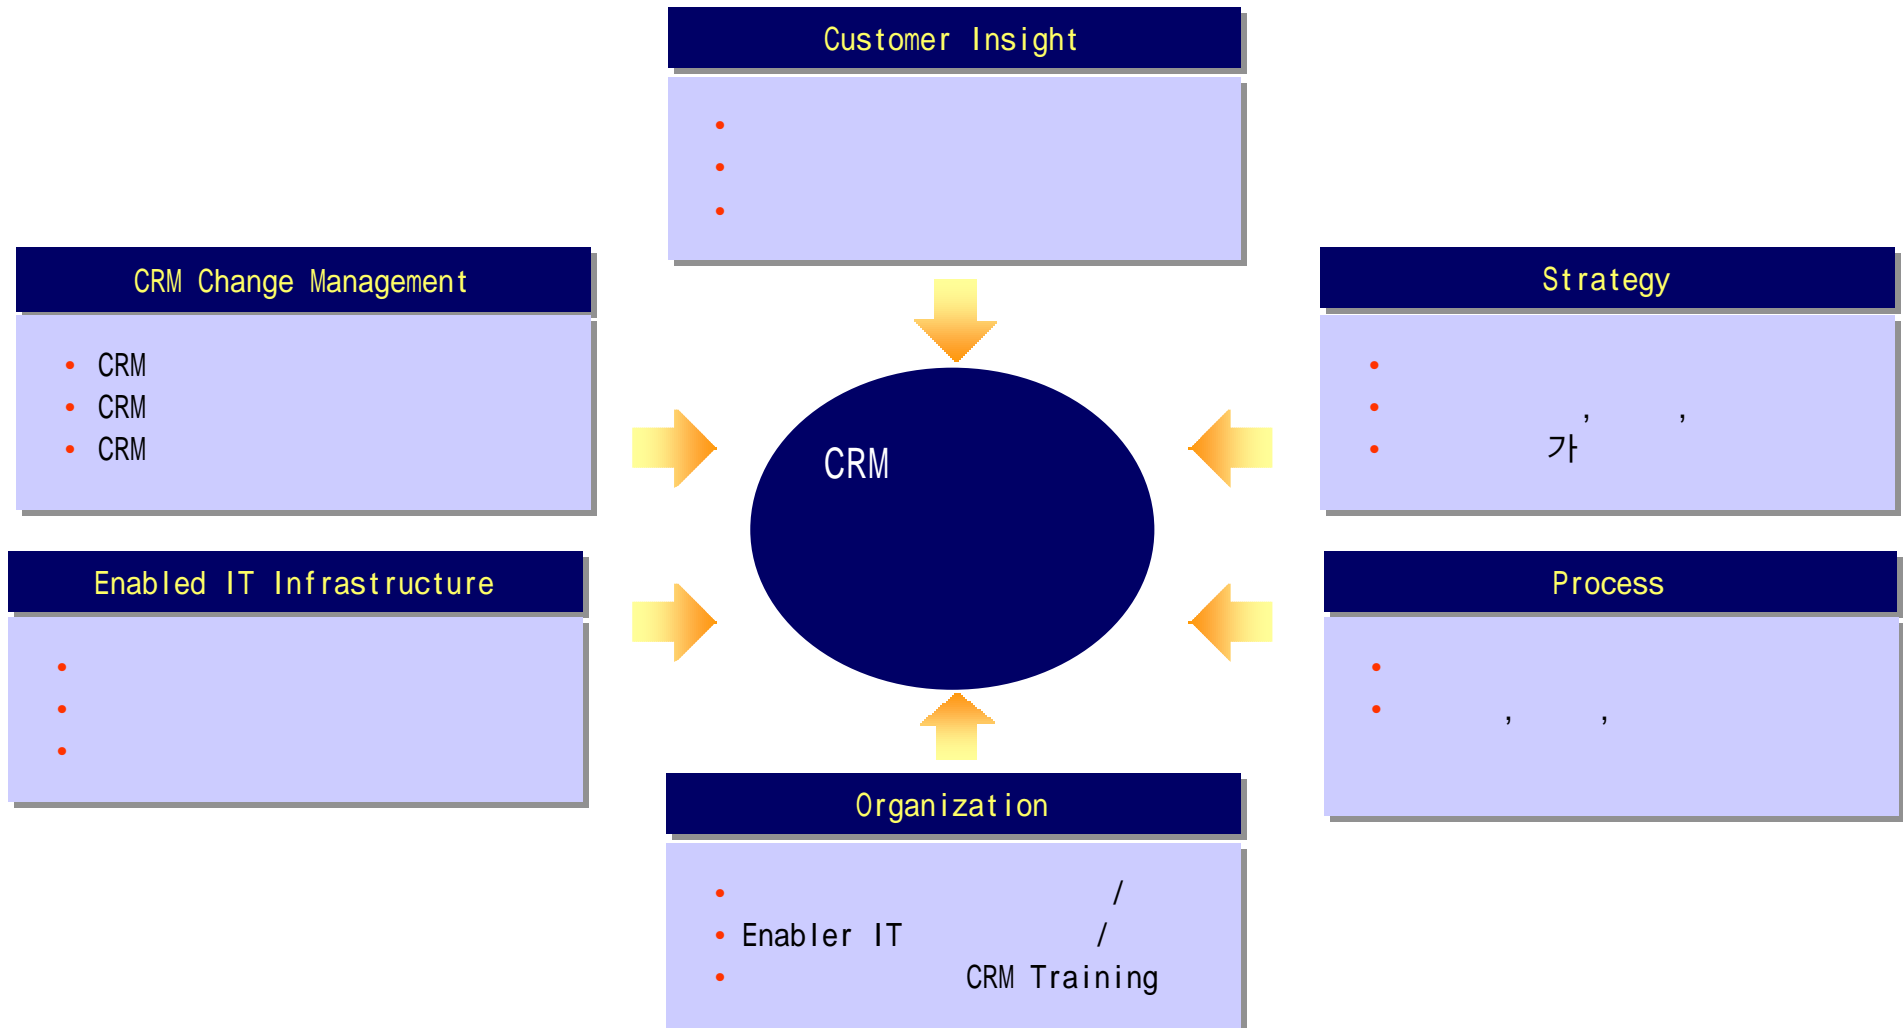 Customer Insight
•
•
•
CRM Change Management
• CRM
• CRM
• CRM
Strategy
•
• , ,
• 가
CRM
Enabled IT Infrastructure
•
•
•
Process
•
• , ,
Organization
• /
• Enabler IT /
• CRM Training